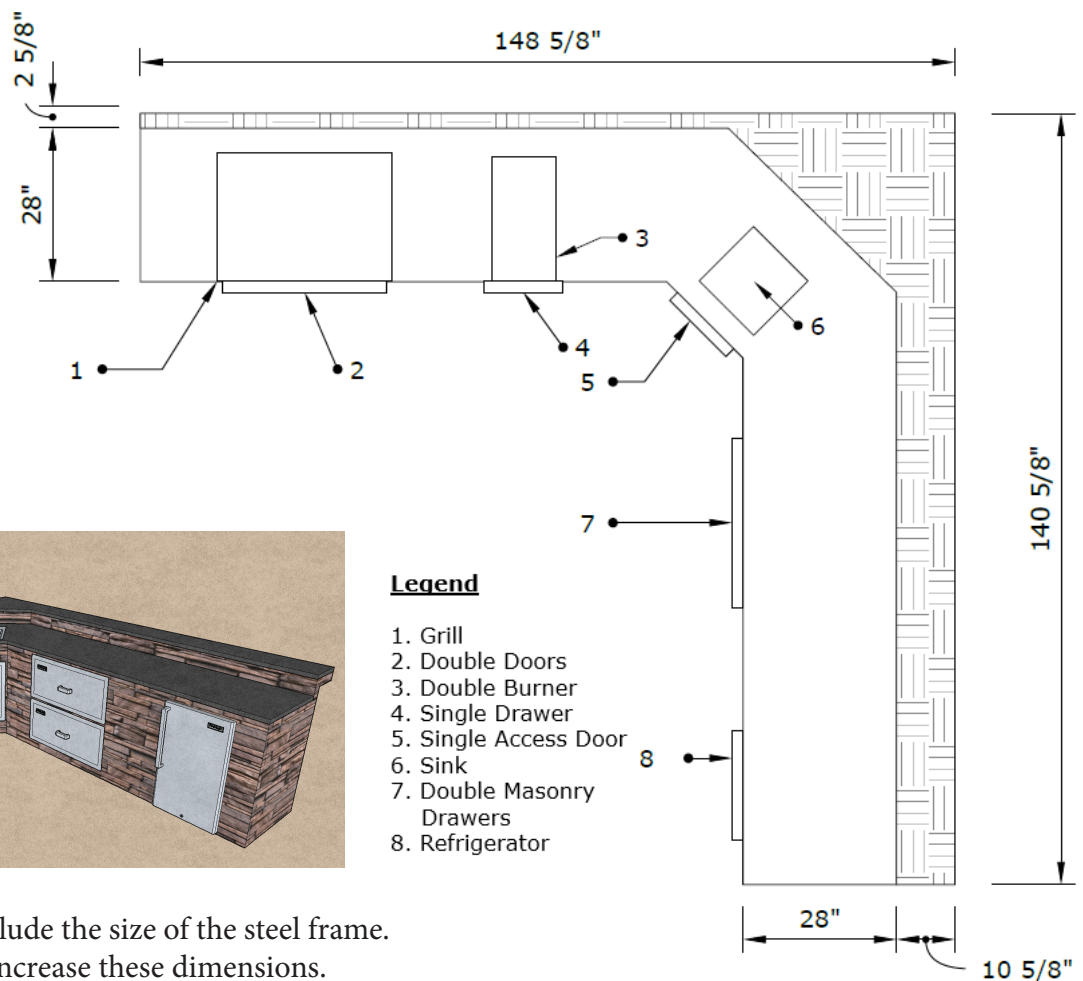 148 5/8"
2 5/8"
28"
3
4
1
2
5
6
7
140 5/8"
Legend
1. Grill
2. Double Doors
3. Double Burner
4. Single Drawer
5. Single Access Door
6. Sink
7. Double Masonry
Drawers
8. Refrigerator
8
lude the size of the steel frame.
ncrease these dimensions.
28"
10 5/8"